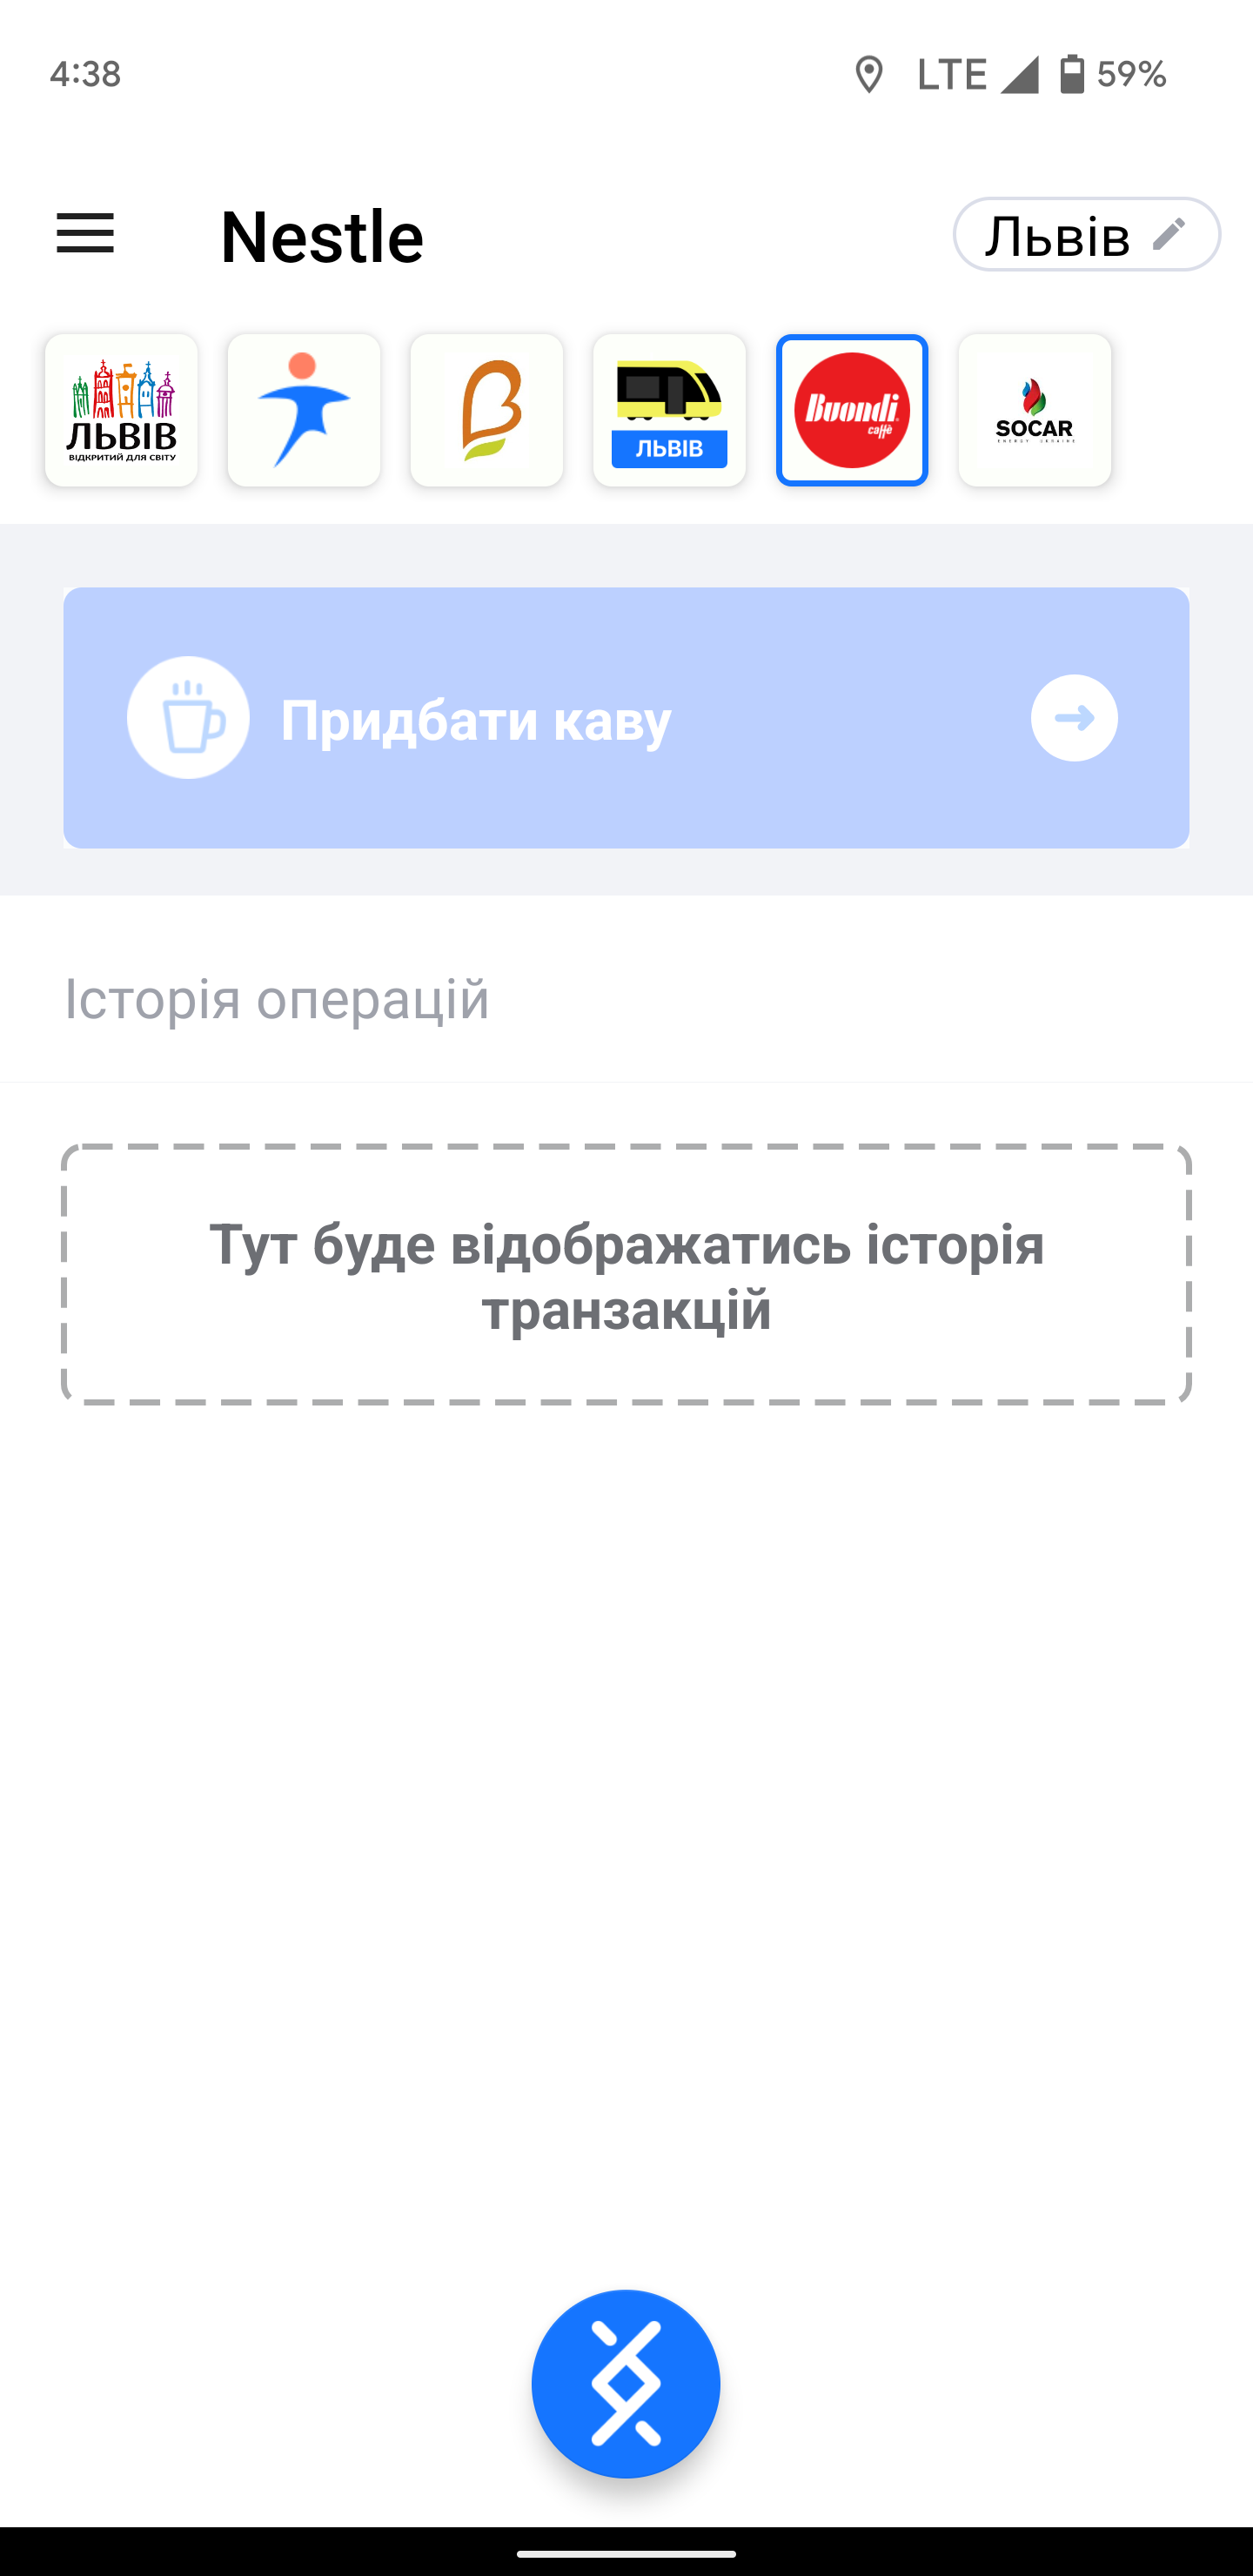 4:38
LTE 59%
Nestle
Львів
ЛЬВІВ
ВІДКРИТИЙ ДЛЯ СВІТУ
ЛЬВІВ
Buondi
caffè
SOCAR
ENERGY UKRAINE
Придбати каву
Історія операцій
Тут буде відображатись історія
транзакцій